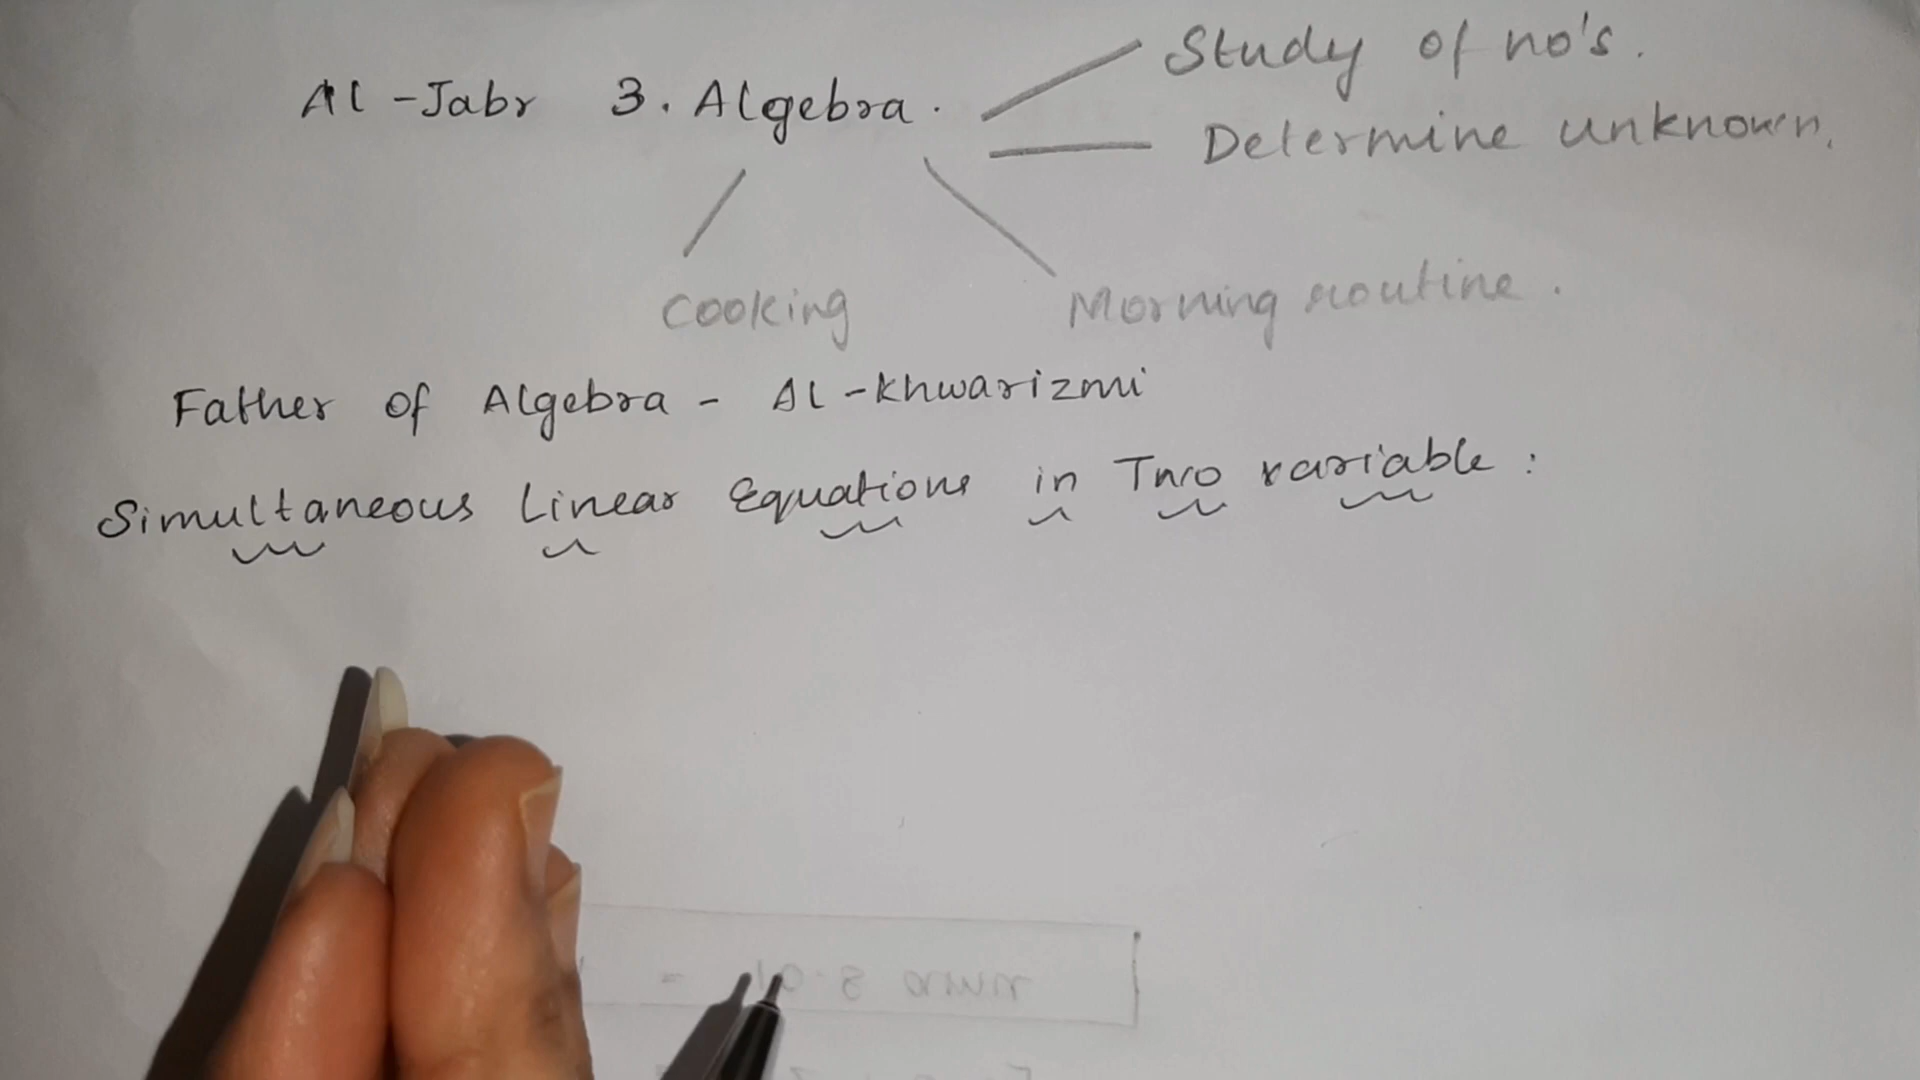 Study of no's.
Al-Jabr 3. Algebra.
Determine unknown.
Cooking
Morning routine.
Father of Algebra - Al-Khwarizmi
Simultaneous Linear Equations in Two variable: